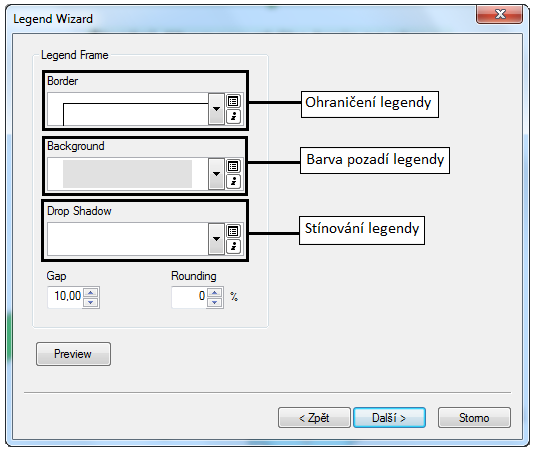 Legend Wizard
Legend Frame
Border
Ohraničení legendy
Background
Barva pozadí legendy
Drop Shadow
Stínování legendy
Gap
Rounding
10,00
0 %
Preview
< Zpět
Další >
Storno